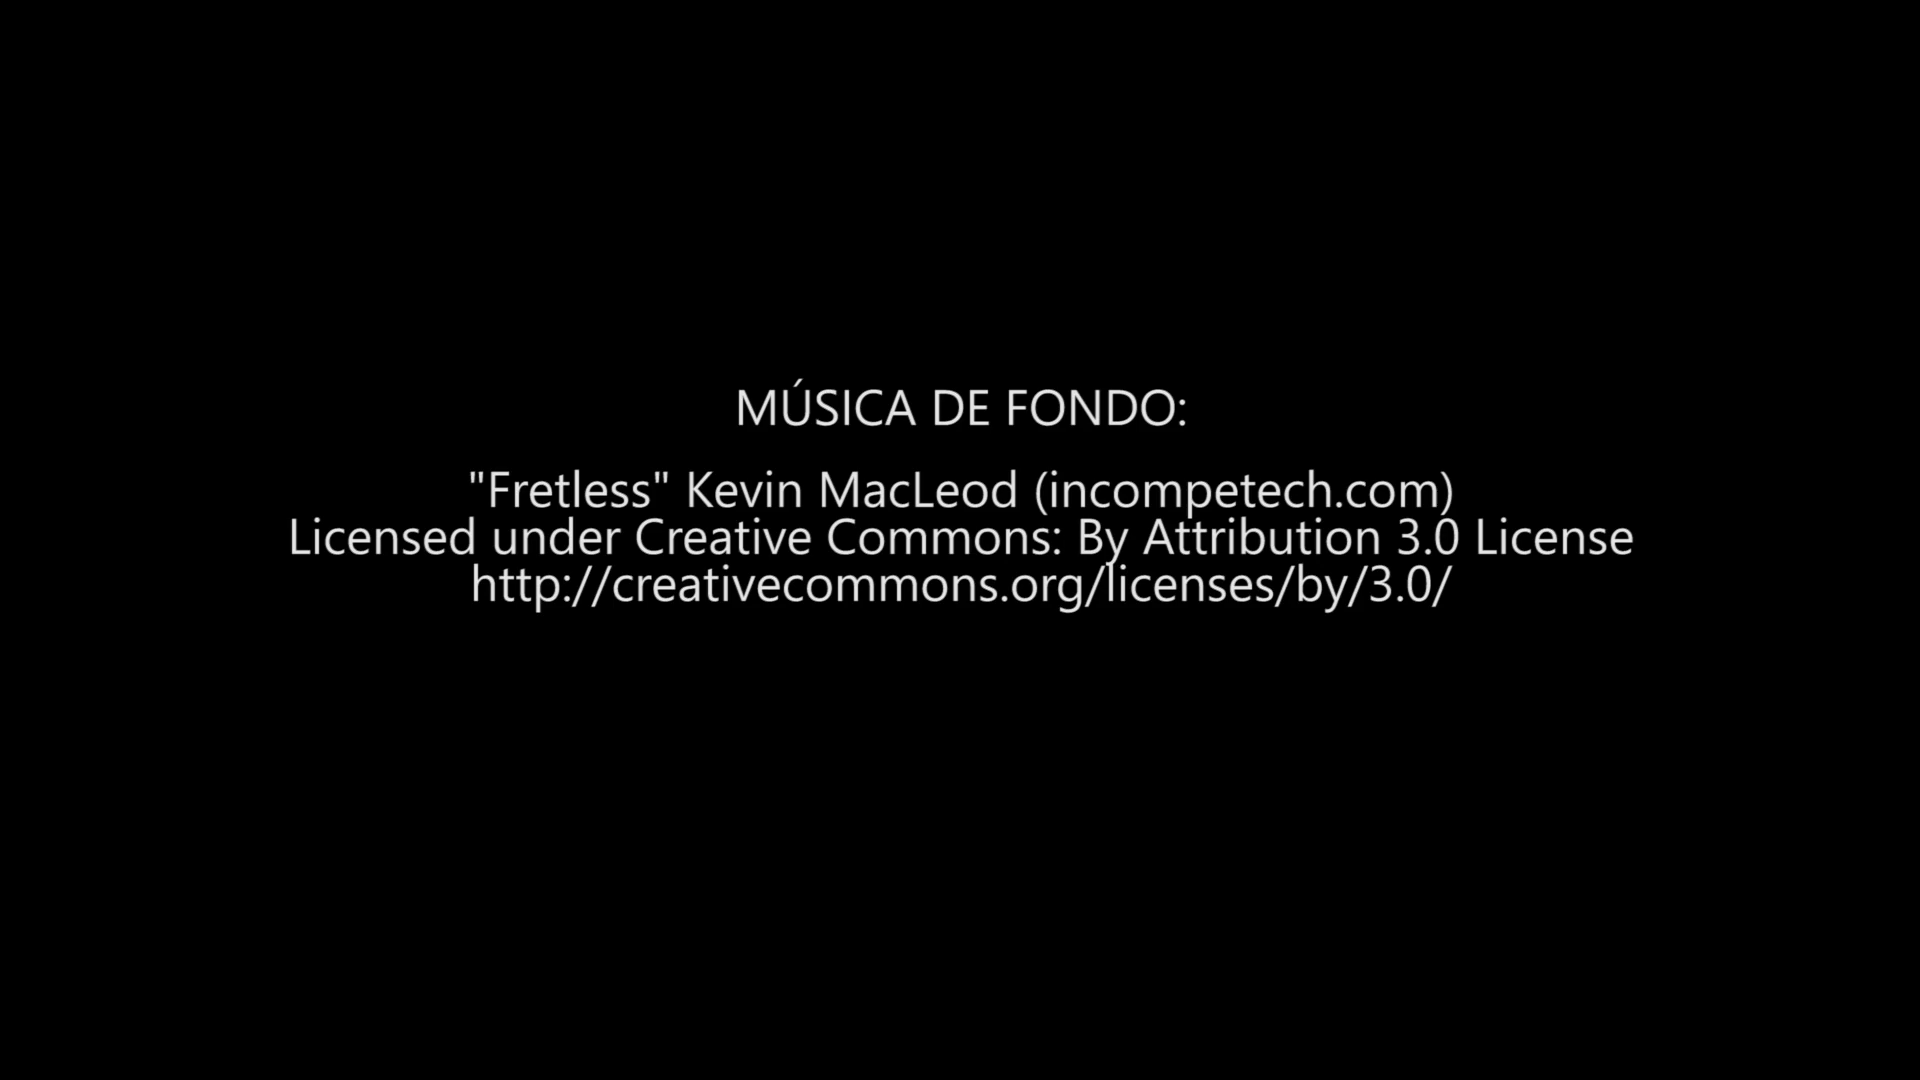 MÚSICA DE FONDO:
"Fretless" Kevin MacLeod (incompetech.com)
Licensed under Creative Commons: By Attribution 3.0 License
http://creativecommons.org/licenses/by/3.0/